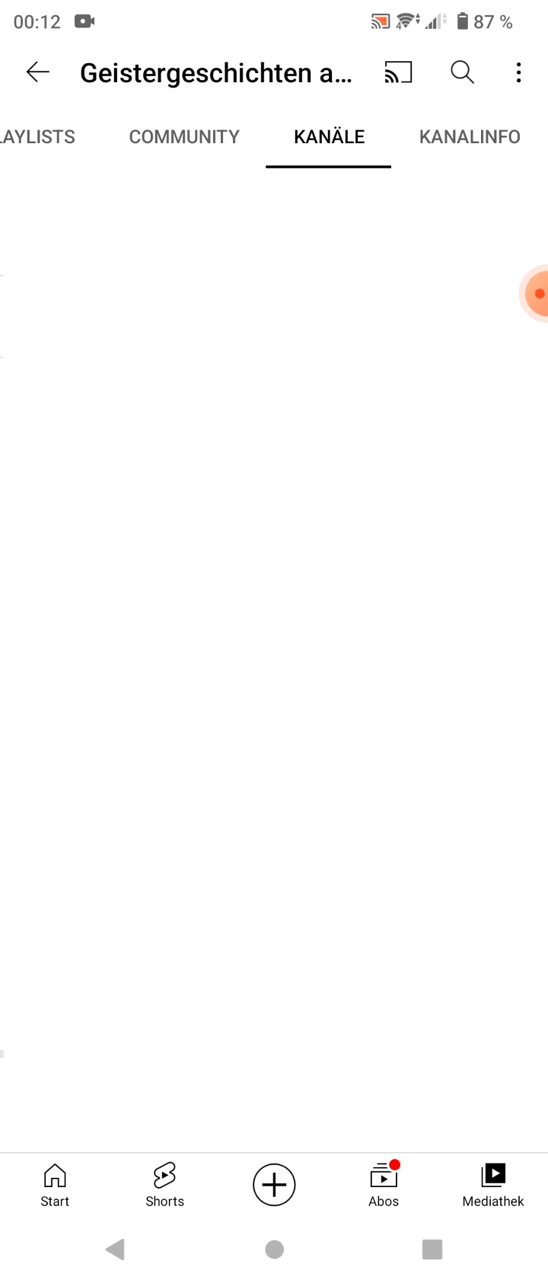 00:12 87 %
Geistergeschichten a...
LAYLISTS COMMUNITY KANÄLE KANALINFO
Start Shorts Abos Mediathek